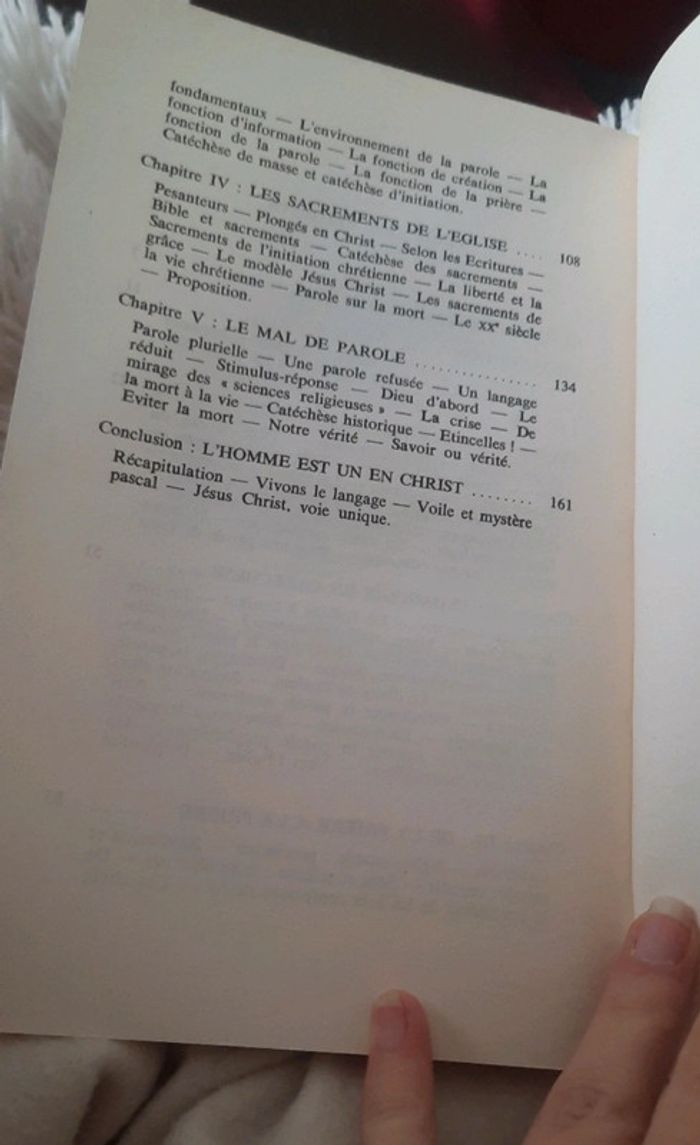 fondamentaux — L'environnement de la parole — La
fonction d'information — La fonction de création — La
fonction de la parole — La fonction de la prière —
Catéchèse de masse et catéchèse d'initiation.
Chapitre IV : LES SACREMENTS DE L'EGLISE .... 108
Pesanteurs — Plongés en Christ — Selon les Ecritures —
Bible et sacrements — Catéchèse des sacrements —
Sacrements de l'initiation chrétienne — La liberté et la
grâce — Le modèle Jésus Christ — Les sacrements de
la vie chrétienne — Parole sur la mort — Le XXe siècle
— Proposition.
Chapitre V : LE MAL DE PAROLE ................ 134
Parole plurielle — Une parole refusée — Un langage
réduit — Stimulus-réponse — Dieu d'abord — Le
mirage des « sciences religieuses » — La crise — De
la mort à la vie — Catéchèse historique — Etincelles ! —
Eviter la mort — Notre vérité — Savoir ou vérité.
Conclusion : L'HOMME EST UN EN CHRIST ........ 161
Récapitulation — Vivons le langage — Voile et mystère
pascal — Jésus Christ, voie unique.